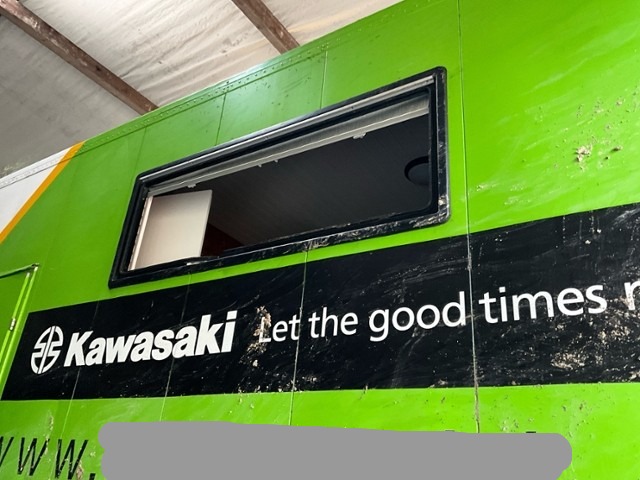 Kawasaki Let the good times
www.